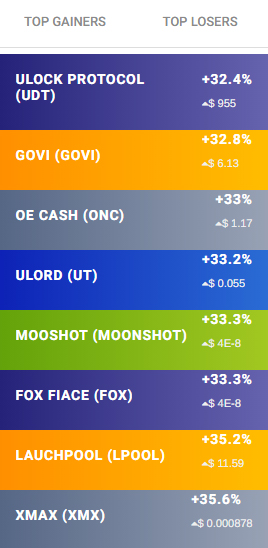 TOP GAINERS TOP LOSERS
ULOCK PROTOCOL (UDT)
+32.4%
$ 955
GOVI (GOVI)
+32.8%
$ 6.13
OE CASH (ONC)
+33%
$ 1.17
ULORD (UT)
+33.2%
$ 0.055
MOOSHOT (MOONSHOT)
+33.3%
$ 4E-8
FOX FIACE (FOX)
+33.3%
$ 4E-8
LAUCHPOOL (LPOOL)
+35.2%
$ 11.59
XMAX (XMX)
+35.6%
$ 0.000878